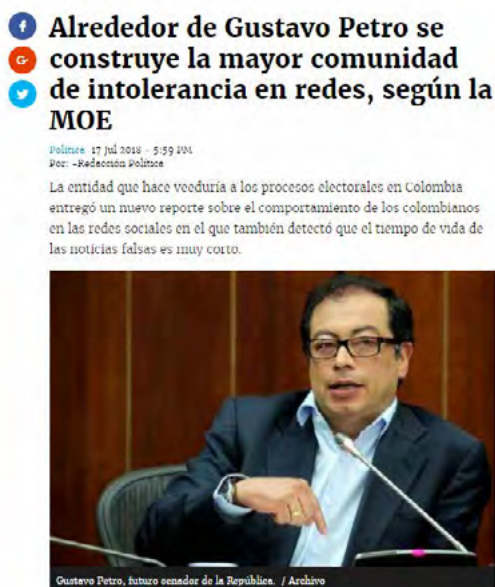 Alrededor de Gustavo Petro se
construye la mayor comunidad
de intolerancia en redes, según la
MOE
Política 17 Jul 2018 - 5:59 PM
Por: -Redacción Política
La entidad que hace veeduría a los procesos electorales en Colombia
entregó un nuevo reporte sobre el comportamiento de los colombianos
en las redes sociales en el que también detectó que el tiempo de vida de
las noticias falsas es muy corto.
Gustavo Petro, futuro senador de la República. / Archivo